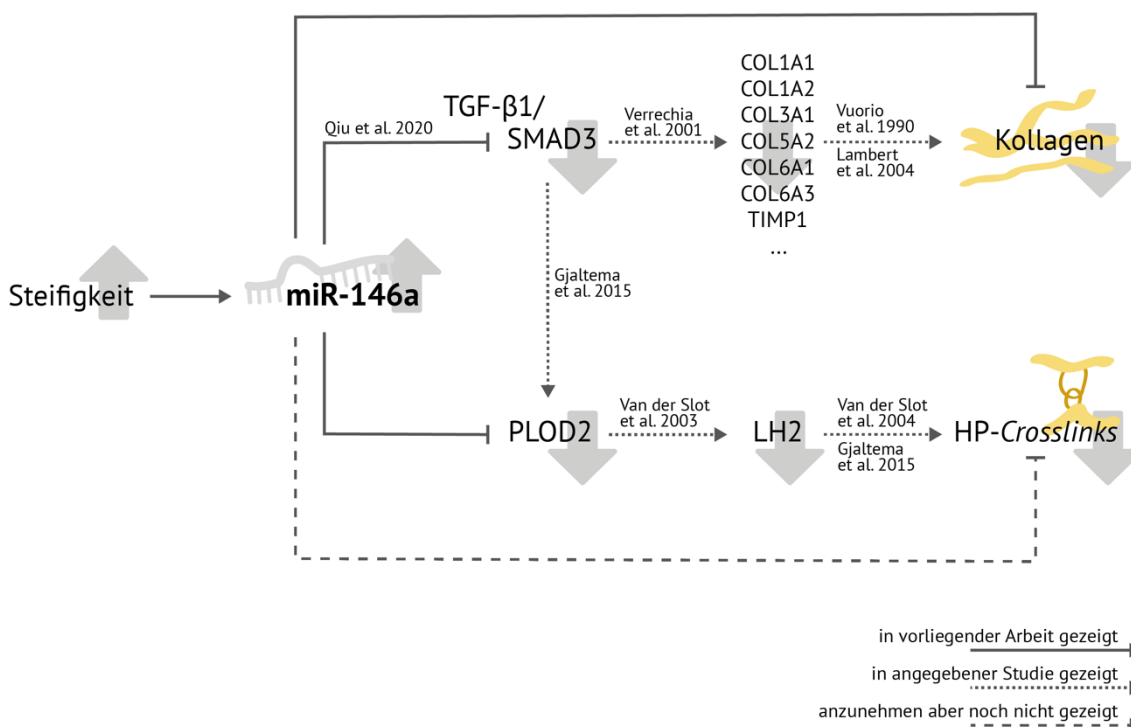 COL1A1
COL1A2
COL3A1
COL5A2
COL6A1
COL6A3
TIMP1
...
TGF-β1/
SMAD3
Qiu et al. 2020
Verrechia
et al. 2001
Vuorio
et al. 1990
Lambert
et al. 2004
Kollagen
Gjaltema
et al. 2015
Steifigkeit
miR-146a
PLOD2
Van der Slot
et al. 2003
LH2
Van der Slot
et al. 2004
Gjaltema
et al. 2015
HP-Crosslinks
in vorliegender Arbeit gezeigt
in angegebener Studie gezeigt
anzunehmen aber noch nicht gezeigt